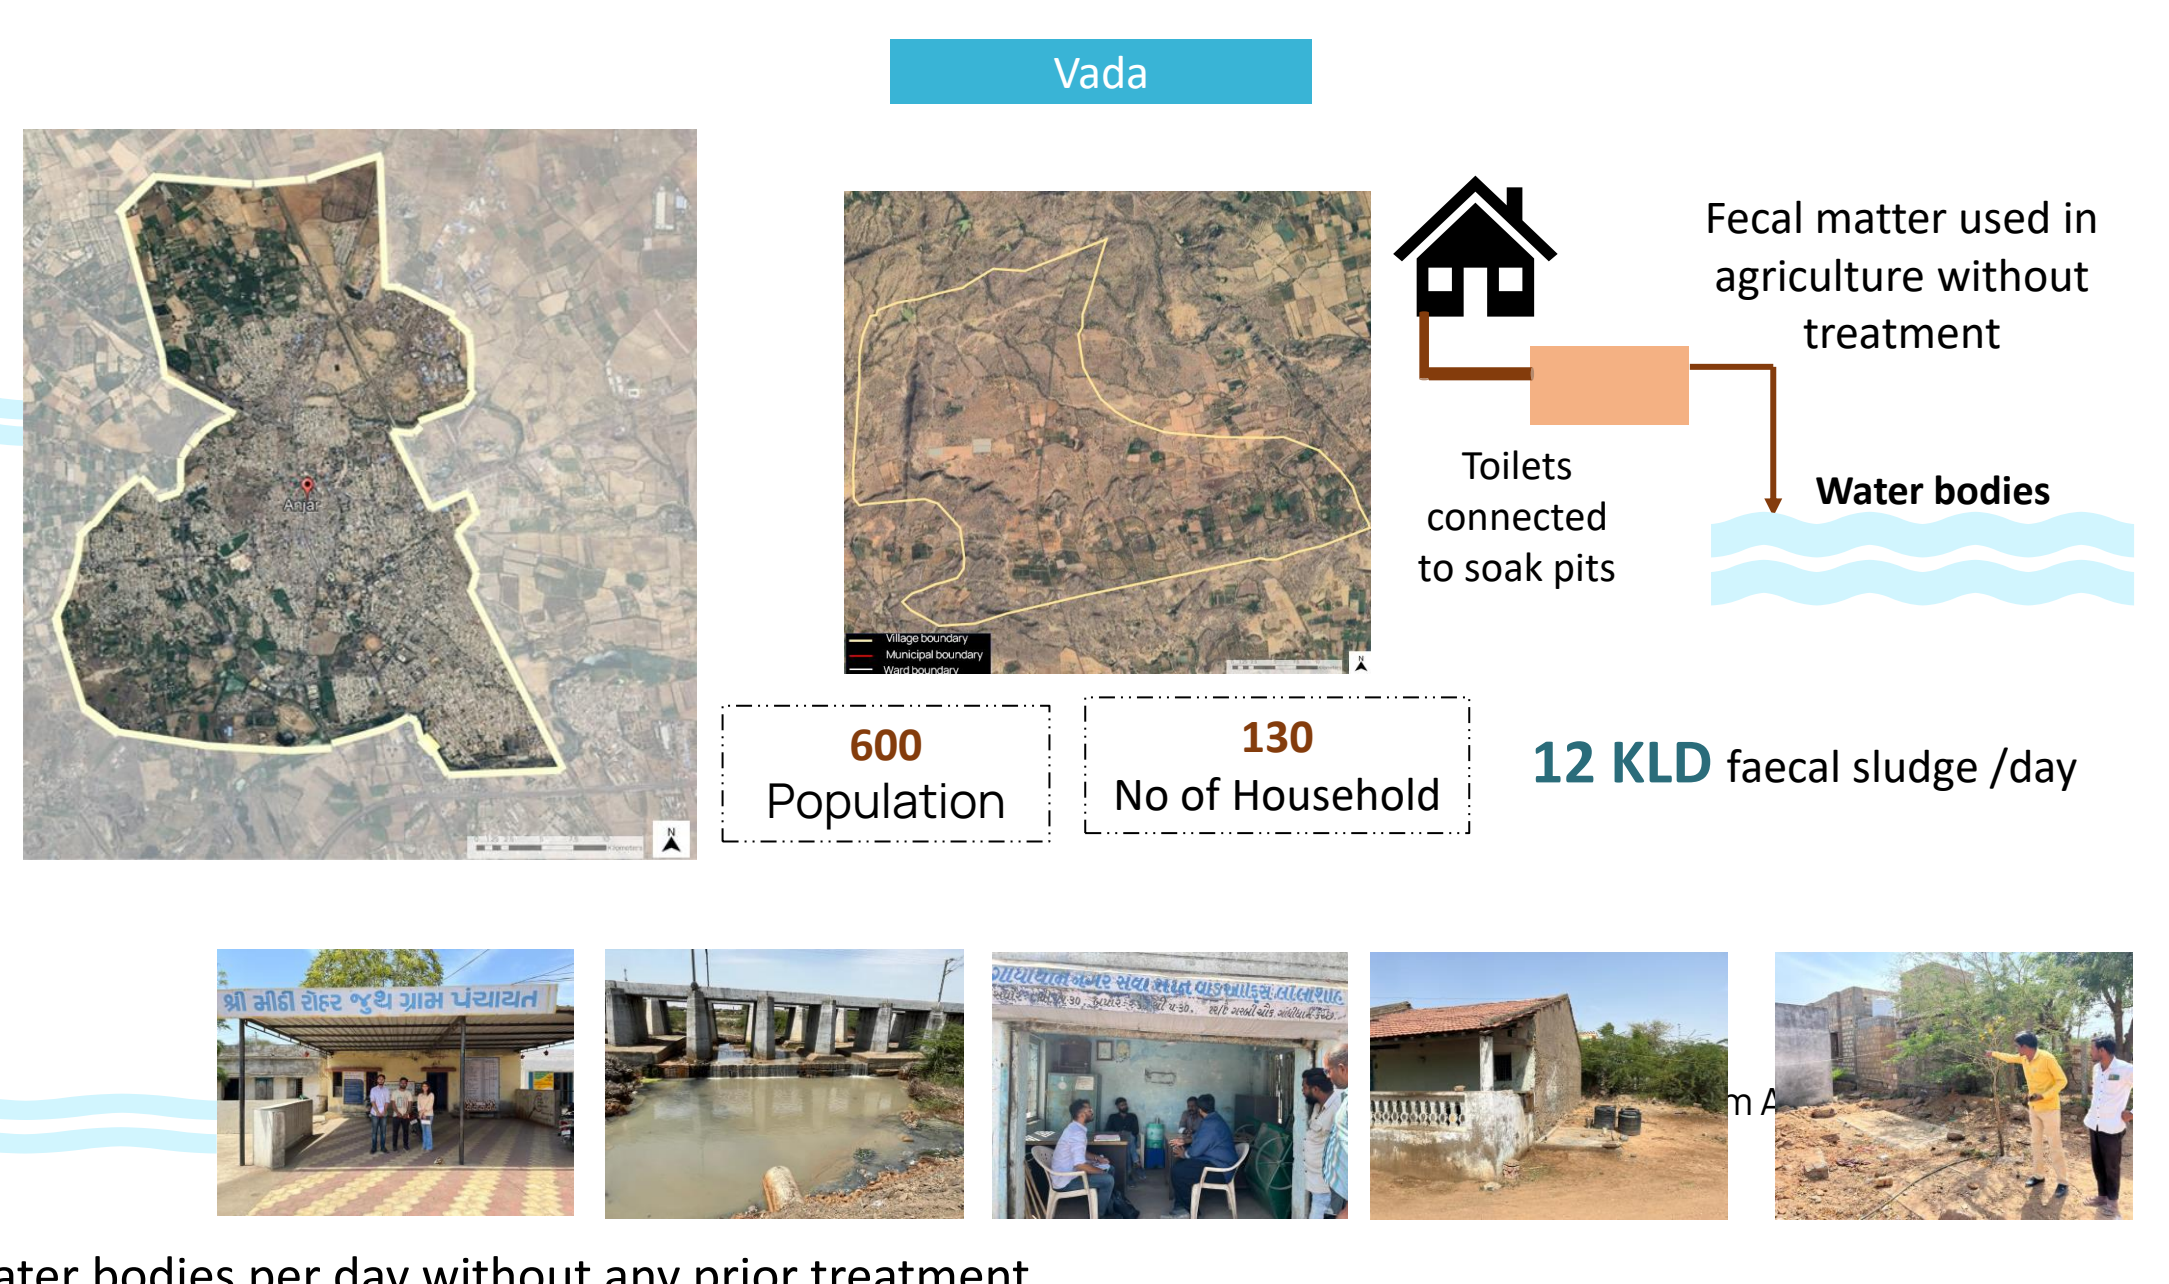 Vada
Anjar
Village boundary
Municipal boundary
Ward boundary
Fecal matter used in
agriculture without
treatment
Toilets
connected
to soak pits
Water bodies
600
Population
130
No of Household
12 KLD faecal sludge /day
N
N
શ્રી મીઠી રોહર જુથ ગ્રામ પંચાયત
m A
ater bodies per day without any prior treatment